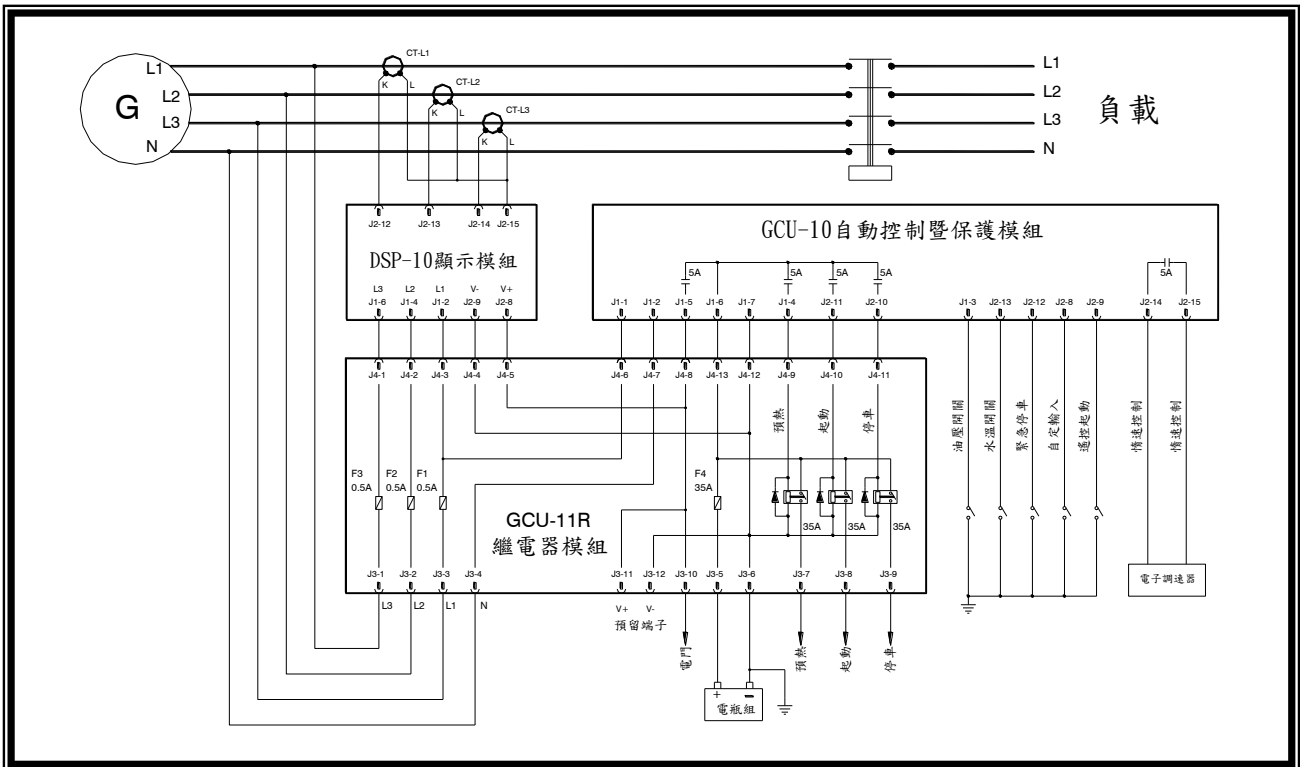 CT-L1
L1
L1
K
L
CT-L2
L2
L2
G
K
L
CT-L3
L3
L3
負載
K
L
N
N
J2-12
J2-13
J2-14
J2-15
DSP-10顯示模組
L3
L2
L1
V-
V+
J1-6
J1-4
J1-2
J2-9
J2-8
GCU-10自動控制暨保護模組
5A
5A
5A
5A
5A
J1-1
J1-2
J1-5
J1-6
J1-7
J1-4
J2-11
J2-10
J1-3
J2-13
J2-12
J2-8
J2-9
J2-14
J2-15
J4-1
J4-2
J4-3
J4-4
J4-5
J4-6
J4-7
J4-8
J4-13
J4-12
J4-9
J4-10
J4-11
預熱
起動
停車
油壓開關
水溫開關
緊急停車
自定輸入
遙控起動
惰速控制
惰速控制
F3
0.5A
F2
0.5A
F1
0.5A
F4
35A
35A
35A
35A
GCU-11R
繼電器模組
電子調速器
J3-1
J3-2
J3-3
J3-4
J3-11
J3-12
J3-10
J3-5
J3-6
J3-7
J3-8
J3-9
L3
L2
L1
N
V+
V-
預留端子
電門
預熱
起動
停車
+
-
電瓶組